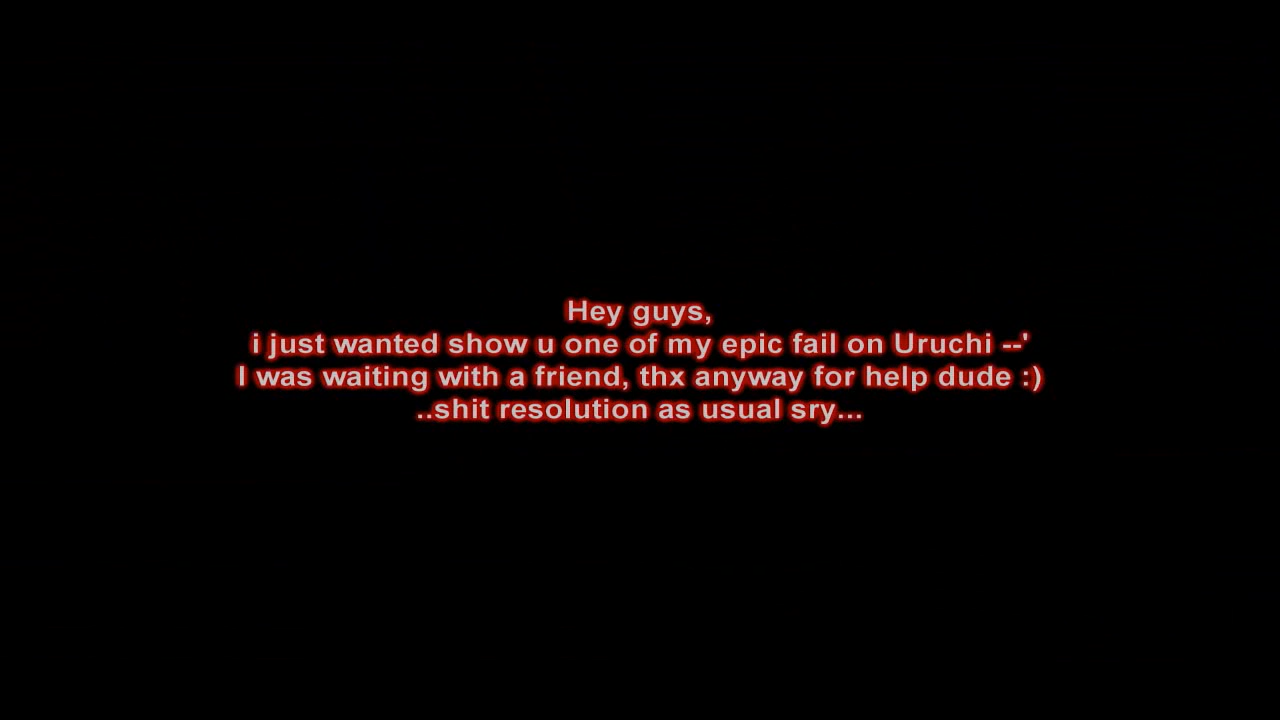 Hey guys,
i just wanted show u one of my epic fail on Uruchi --'
I was waiting with a friend, thx anyway for help dude :)
..shit resolution as usual sry...